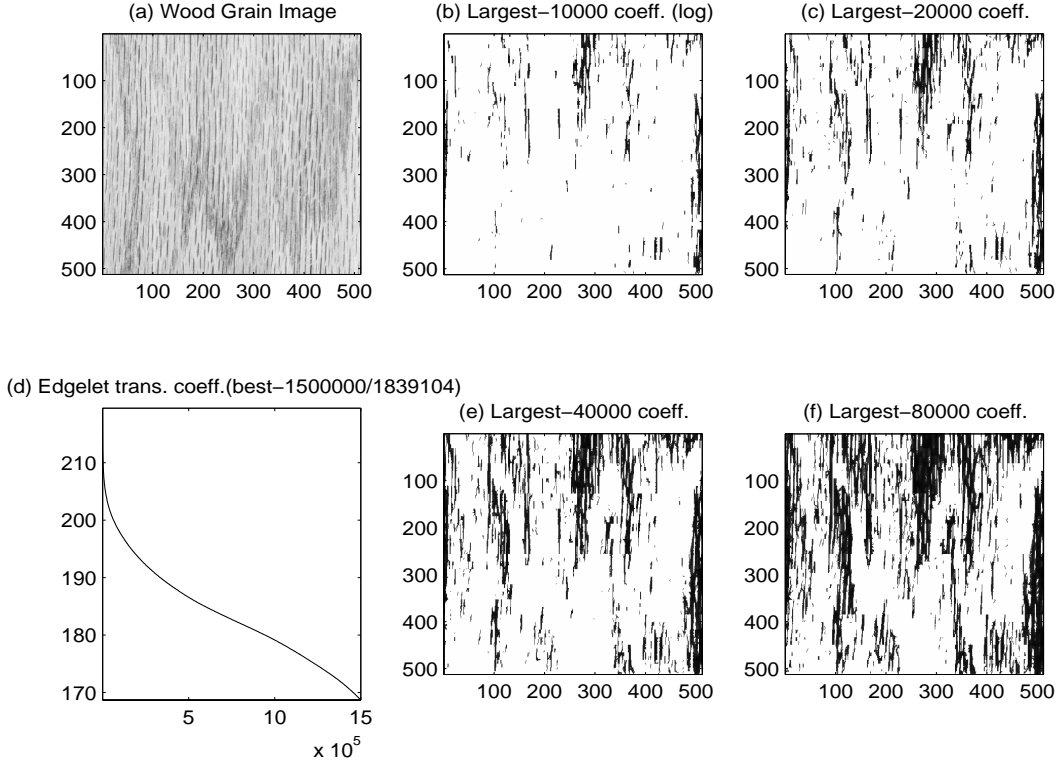 (a) Wood Grain Image
100
200
300
400
500
100 200 300 400 500
(b) Largest−10000 coeff. (log)
100
200
300
400
500
100 200 300 400 500
(c) Largest−20000 coeff.
100
200
300
400
500
100 200 300 400 500
(d) Edgelet trans. coeff.(best−1500000/1839104)
210
200
190
180
170
5 10 15
x 10^5
(e) Largest−40000 coeff.
100
200
300
400
500
100 200 300 400 500
(f) Largest−80000 coeff.
100
200
300
400
500
100 200 300 400 500